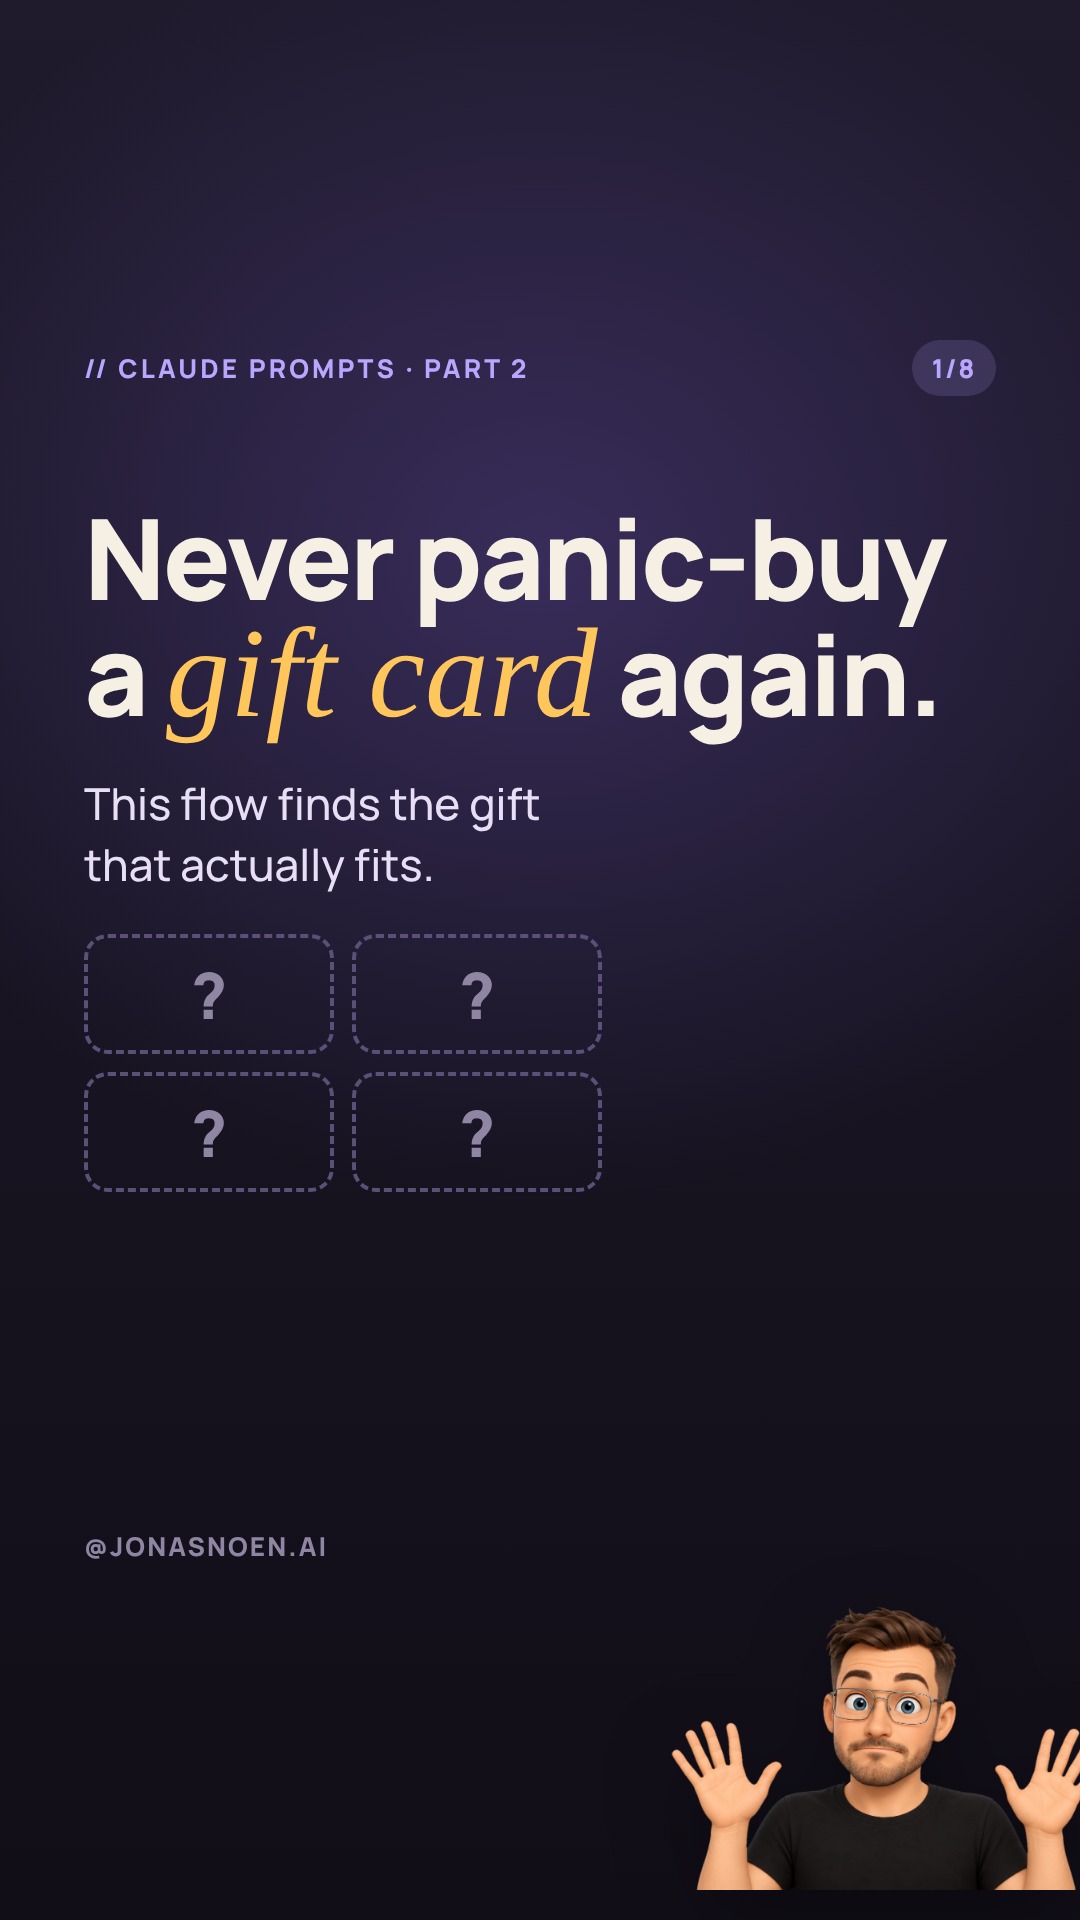 // CLAUDE PROMPTS · PART 2
1/8
Never panic-buy
a gift card again.
This flow finds the gift
that actually fits.
? ?
? ?
@JONASNOEN.AI